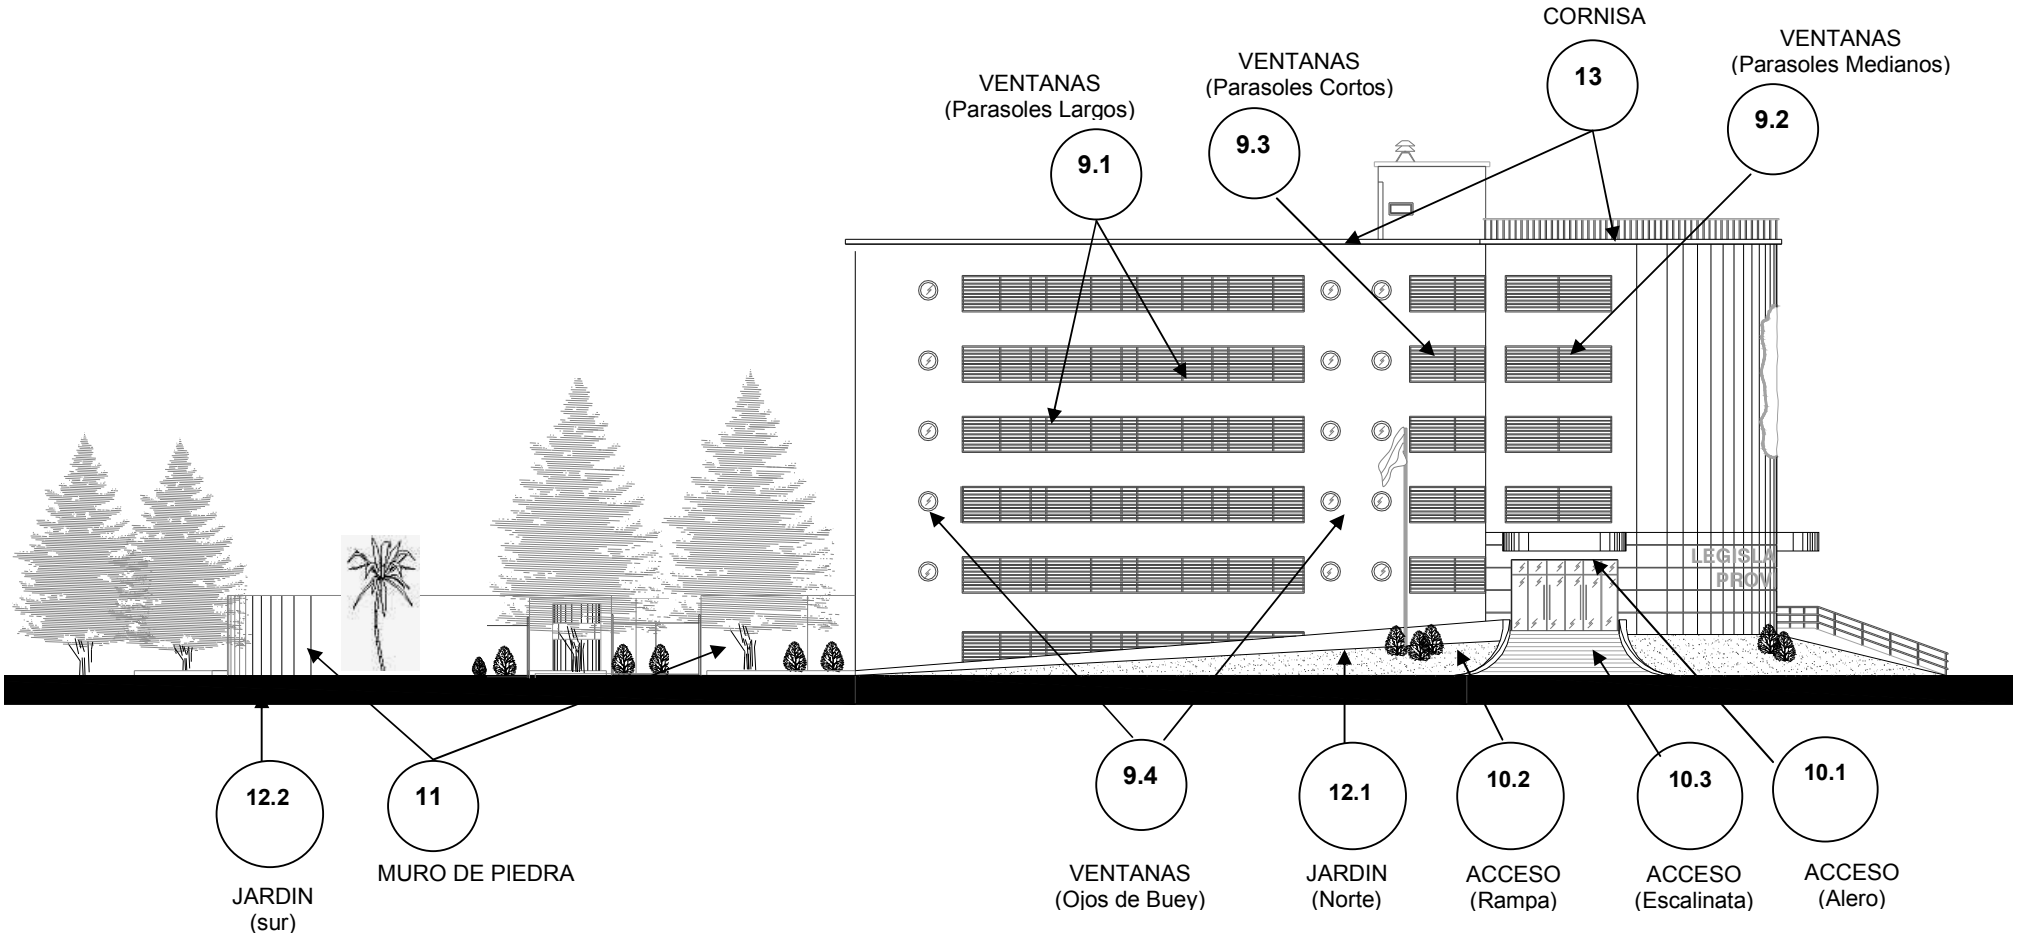 CORNISA
13
VENTANAS
(Parasoles Medianos)
9.2
VENTANAS
(Parasoles Cortos)
9.3
VENTANAS
(Parasoles Largos)
9.1
LEGISLA
PROV
12.2
JARDIN
(sur)
11
MURO DE PIEDRA
9.4
VENTANAS
(Ojos de Buey)
12.1
JARDIN
(Norte)
10.2
ACCESO
(Rampa)
10.3
ACCESO
(Escalinata)
10.1
ACCESO
(Alero)